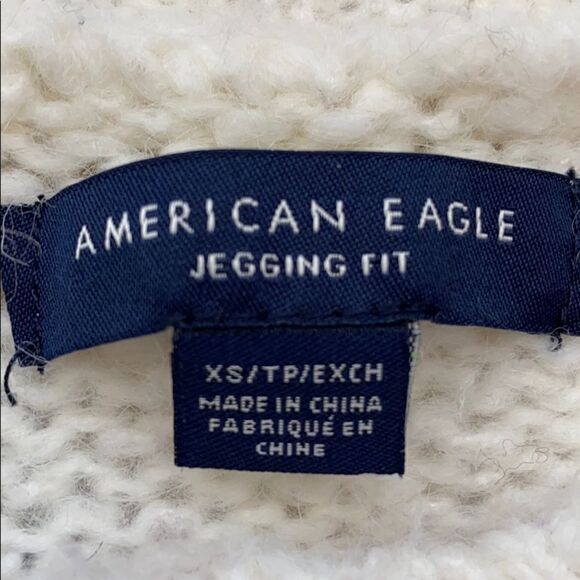 AMERICAN EAGLE
JEGGING FIT
XS/TP/EXCH
MADE IN CHINA
FABRIQUÉ EN
CHINE